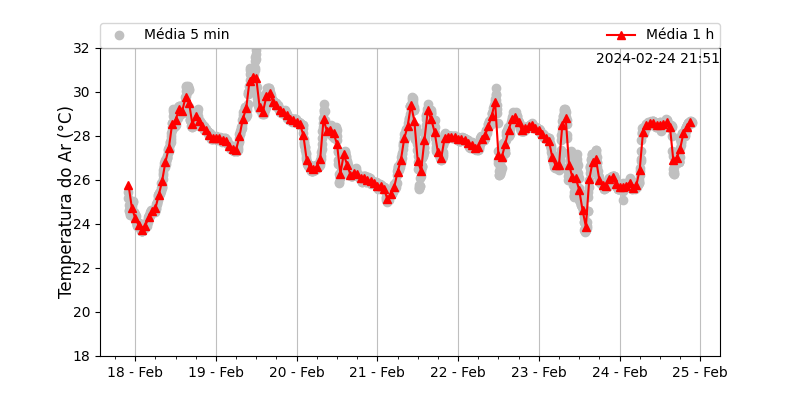 Média 5 min
Média 1 h
2024-02-24 21:51
Temperatura do Ar (°C)
32
30
28
26
24
22
20
18
18 - Feb
19 - Feb
20 - Feb
21 - Feb
22 - Feb
23 - Feb
24 - Feb
25 - Feb